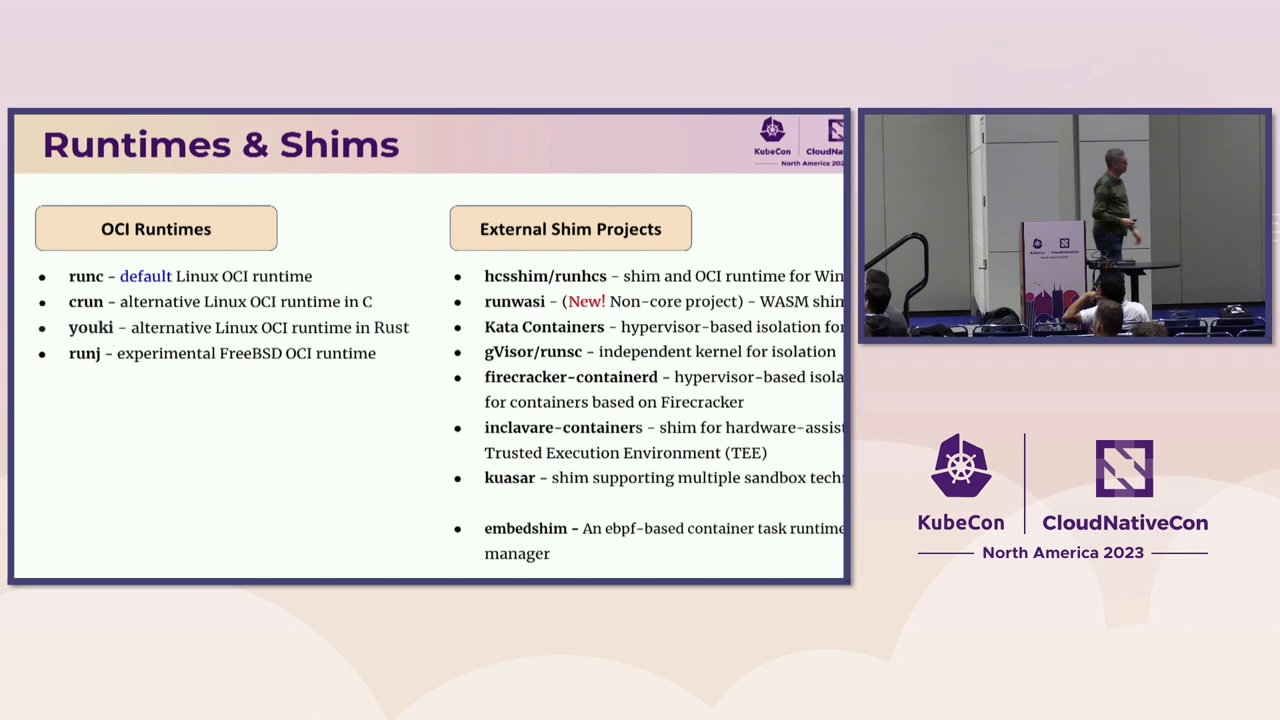 Runtimes & Shims
KubeCon
CloudN
North America 202
OCI Runtimes
• runc - default Linux OCI runtime
• crun - alternative Linux OCI runtime in C
• youki - alternative Linux OCI runtime in Rust
• runj - experimental FreeBSD OCI runtime
External Shim Projects
• hcsshim/runhcs - shim and OCI runtime for Win
• runwasi - (New! Non-core project) - WASM shim
• Kata Containers - hypervisor-based isolation for
• gVisor/runsc - independent kernel for isolation
• firecracker-containerd - hypervisor-based isola
for containers based on Firecracker
• inclavare-containers - shim for hardware-assist
Trusted Execution Environment (TEE)
• kuasar - shim supporting multiple sandbox tech
• embedshim - An ebpf-based container task runtime
manager
KubeCon
CloudNativeCon
North America 2023